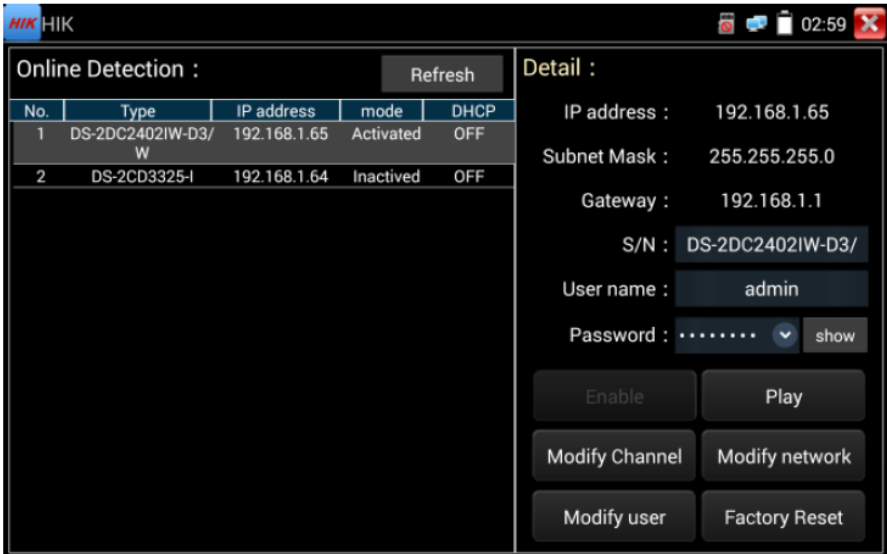 HIK HIK 02:59
Online Detection :
Refresh
No. Type IP address mode DHCP
1 DS-2DC2402IW-D3/ 192.168.1.65 Activated OFF
W
2 DS-2CD3325-I 192.168.1.64 Inactived OFF
Detail :
IP address : 192.168.1.65
Subnet Mask : 255.255.255.0
Gateway : 192.168.1.1
S/N : DS-2DC2402IW-D3/
User name : admin
Password : •••••••• show
Enable Play
Modify Channel Modify network
Modify user Factory Reset